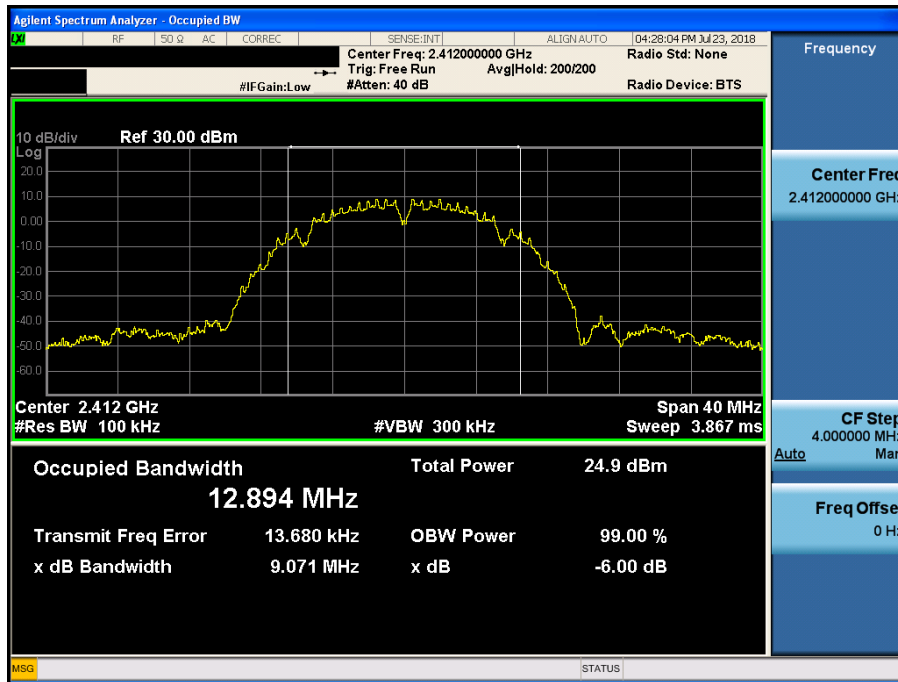 Agilent Spectrum Analyzer - Occupied BW
LXI RF 50 Ω AC CORREC SENSE:INT ALIGN AUTO 04:28:04 PM Jul 23, 2018
Center Freq: 2.412000000 GHz Radio Std: None
Trig: Free Run Avg|Hold: 200/200
#IFGain:Low #Atten: 40 dB Radio Device: BTS
10 dB/div Ref 30.00 dBm
Log
20.0
10.0
0.00
-10.0
-20.0
-30.0
-40.0
-50.0
-60.0
Center 2.412 GHz Span 40 MHz
#Res BW 100 kHz #VBW 300 kHz Sweep 3.867 ms
Occupied Bandwidth Total Power 24.9 dBm
12.894 MHz
Transmit Freq Error 13.680 kHz OBW Power 99.00 %
x dB Bandwidth 9.071 MHz x dB -6.00 dB
MSG STATUS
Frequency
Center Freq
2.412000000 GHz
CF Step
4.000000 MHz
Auto Man
Freq Offse
0 Hz